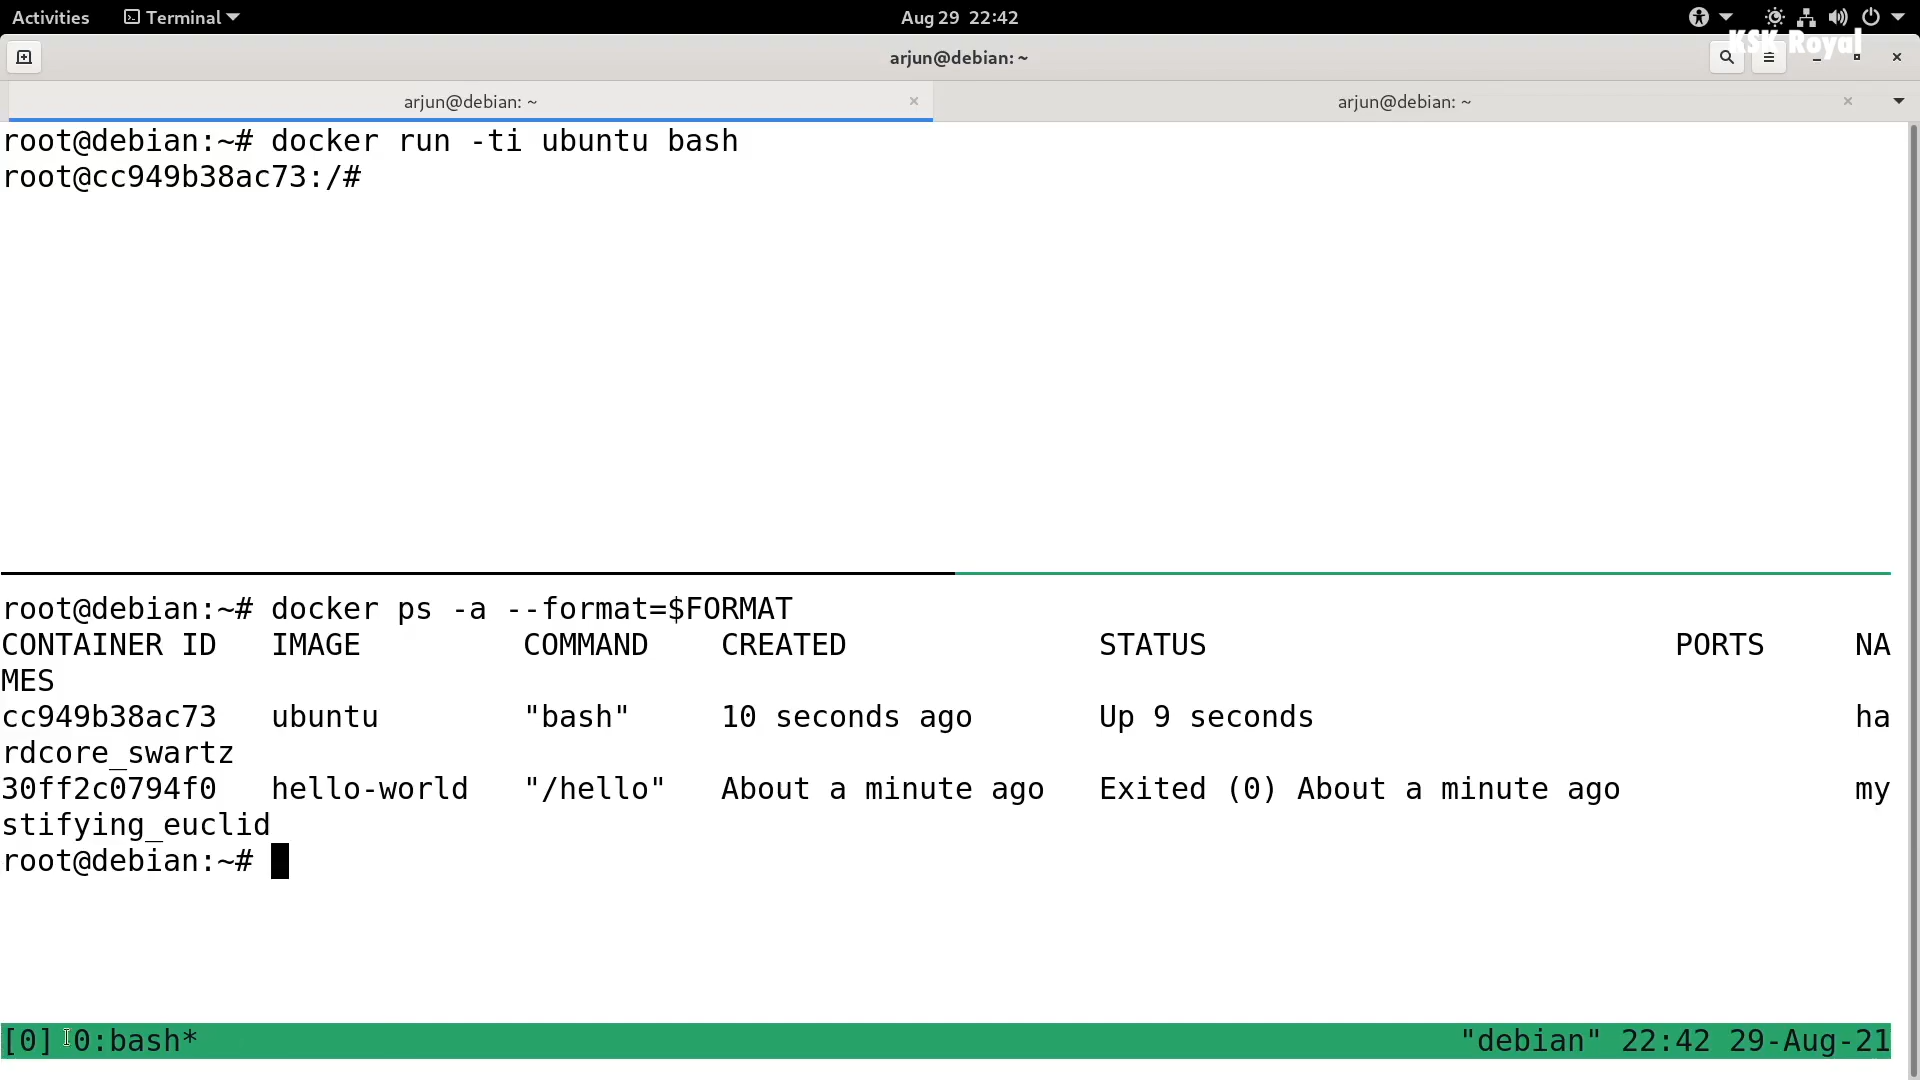 Activities Terminal Aug 29 22:42
KSK Royal
arjun@debian: ~
arjun@debian: ~ × arjun@debian: ~ ×
root@debian:~# docker run -ti ubuntu bash
root@cc949b38ac73:/#
root@debian:~# docker ps -a --format=$FORMAT
CONTAINER ID   IMAGE         COMMAND    CREATED              STATUS                          PORTS     NA
MES
cc949b38ac73   ubuntu        "bash"     10 seconds ago       Up 9 seconds                              ha
rdcore_swartz
30ff2c0794f0   hello-world   "/hello"   About a minute ago   Exited (0) About a minute ago             my
stifying_euclid
root@debian:~#
[0] 0:bash* "debian" 22:42 29-Aug-21